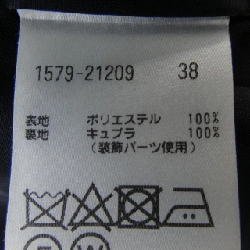 1579-21209 38
表地 ポリエステル 100%
裏地 キュプラ 100%
(装飾パーツ使用)